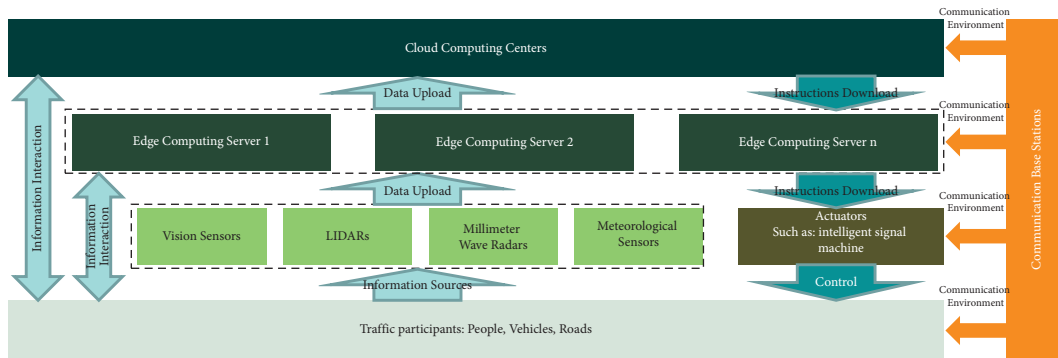 Communication
Environment
Cloud Computing Centers
Data Upload
Instructions Download
Communication
Environment
Edge Computing Server 1
Edge Computing Server 2
Edge Computing Server n
Information Interaction
Information
Interaction
Data Upload
Instructions Download
Communication
Environment
Vision Sensors
LIDARs
Millimeter
Wave Radars
Meteorological
Sensors
Actuators
Such as: intelligent signal
machine
Information Sources
Control
Communication
Environment
Traffic participants: People, Vehicles, Roads
Communication Base Stations